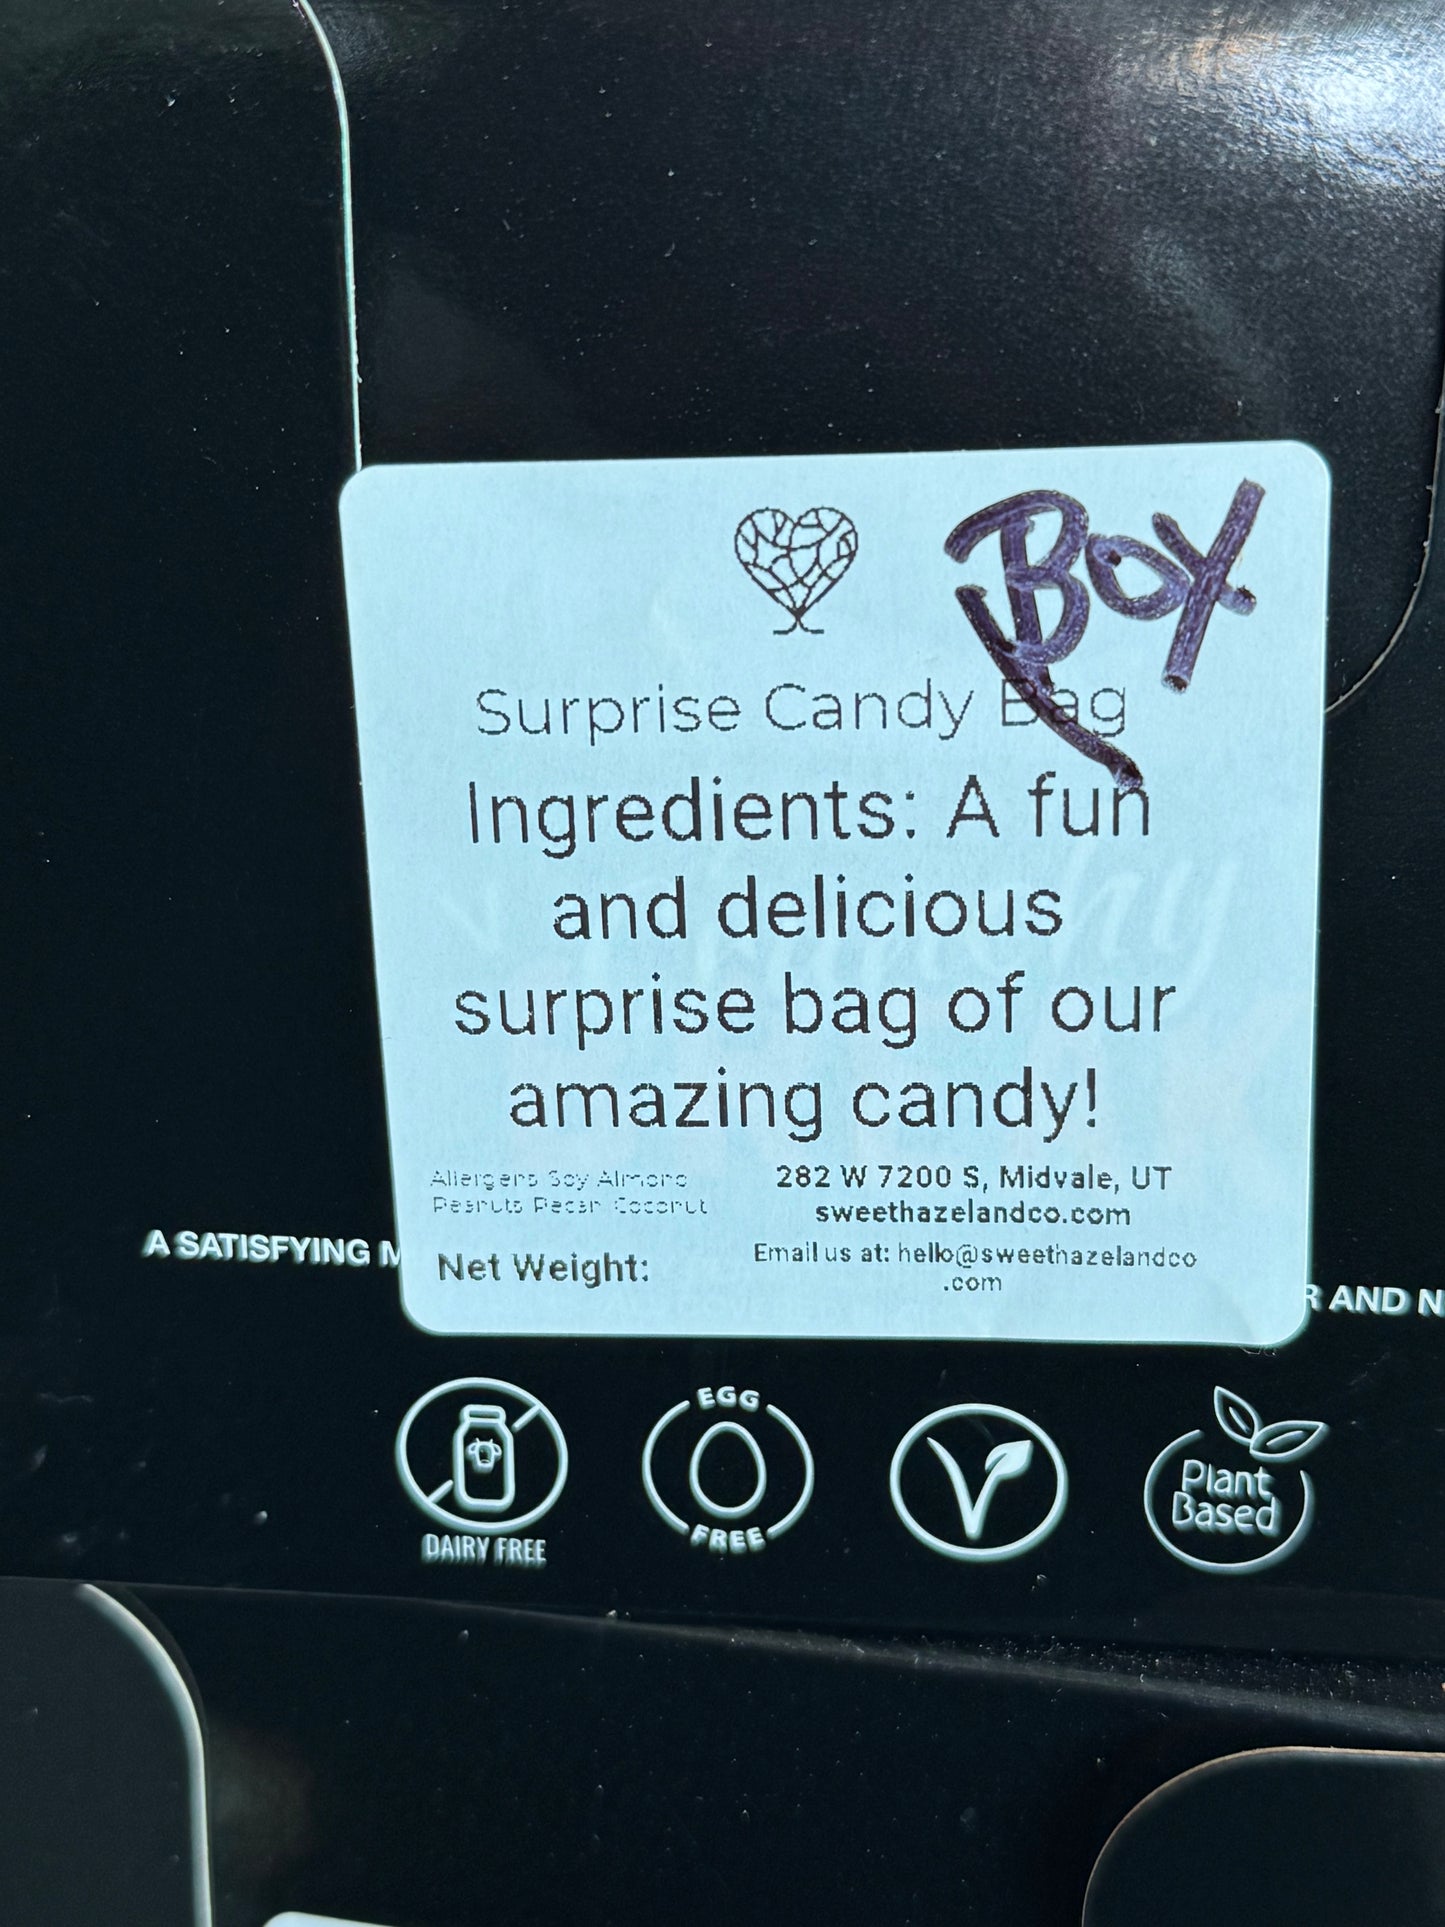 BOX
Surprise Candy Bag
Ingredients: A fun
and delicious
surprise bag of our
amazing candy!
Allergens Soy Almond
Peanuts Pecan Coconut
Net Weight:
282 W 7200 S, Midvale, UT
sweethazelandco.com
Email us at: hello@sweethazelandco
.com
A SATISFYING M
R AND N
DAIRY FREE
EGG
FREE
Plant
Based